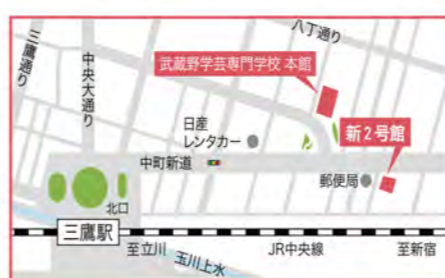 八丁通り
三鷹通り
中央大通り
武蔵野学芸専門学校 本館
日産
レンタカー
新2号館
中町新道
郵便局
北口
三鷹駅
至立川
玉川上水
JR中央線
至新宿